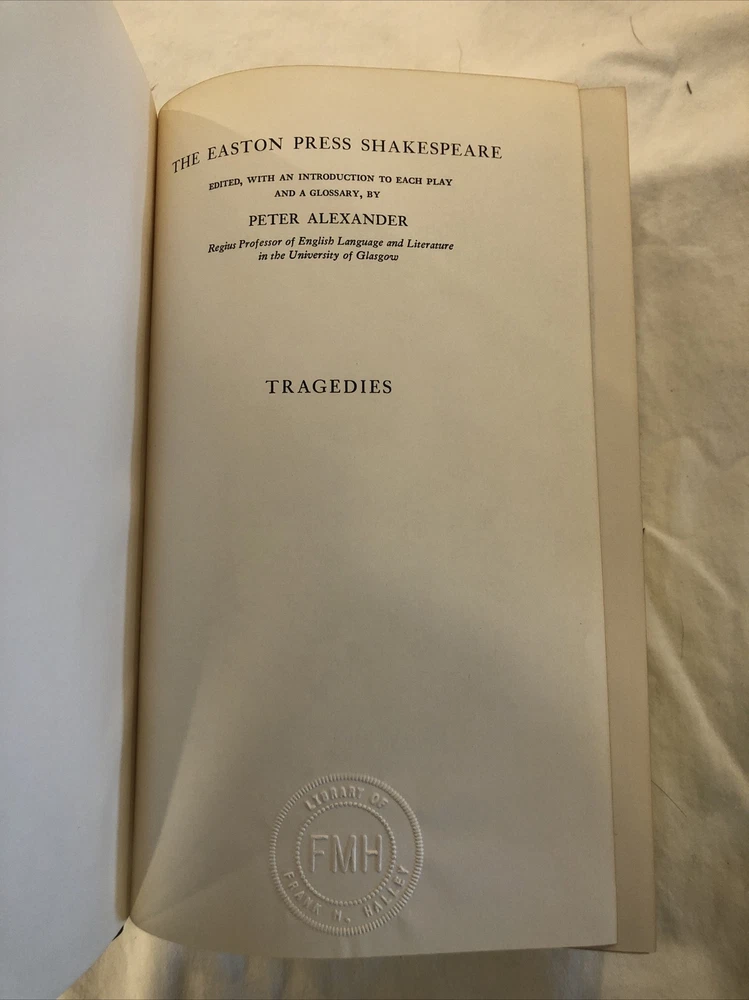 THE EASTON PRESS SHAKESPEARE
EDITED, WITH AN INTRODUCTION TO EACH PLAY
AND A GLOSSARY, BY
PETER ALEXANDER
Regius Professor of English Language and Literature
in the University of Glasgow
TRAGEDIES
LIBRARY OF
FMH
FRANK M. HALLEY